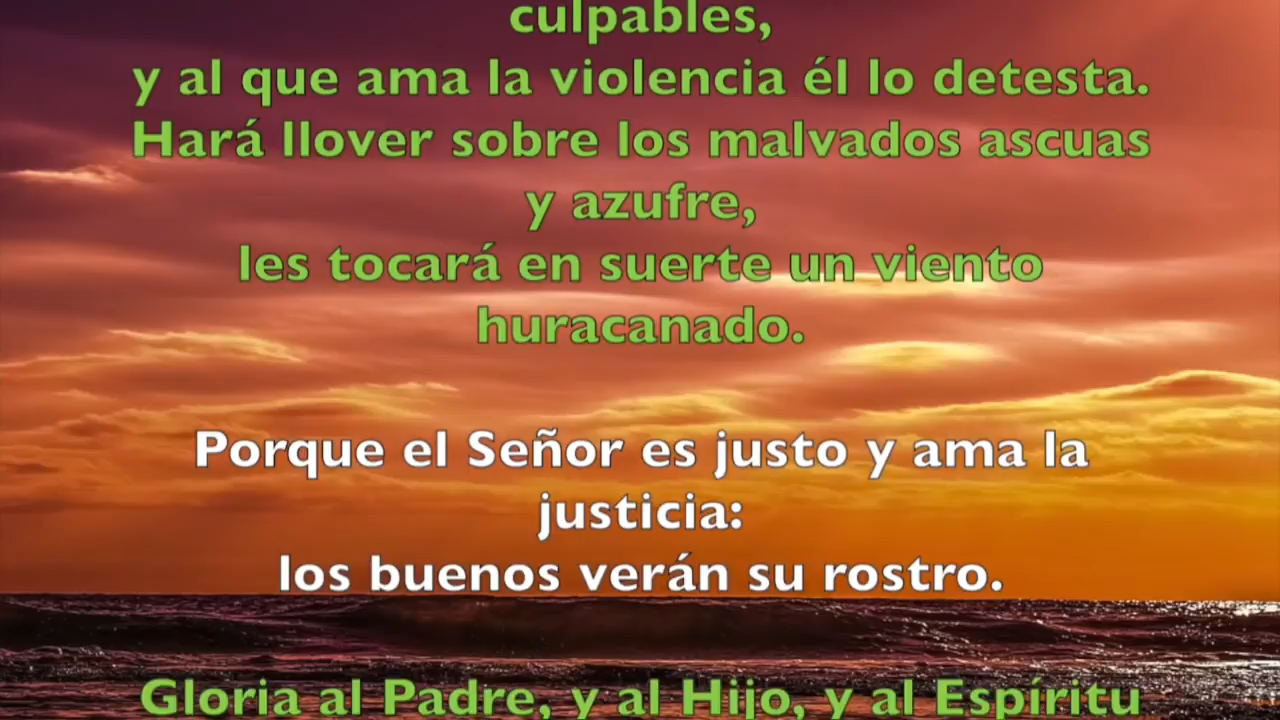 culpables,
y al que ama la violencia él lo detesta.
Hará llover sobre los malvados ascuas
y azufre,
les tocará en suerte un viento
huracanado.
Porque el Señor es justo y ama la
justicia:
los buenos verán su rostro.
Gloria al Padre, y al Hijo, y al Espíritu